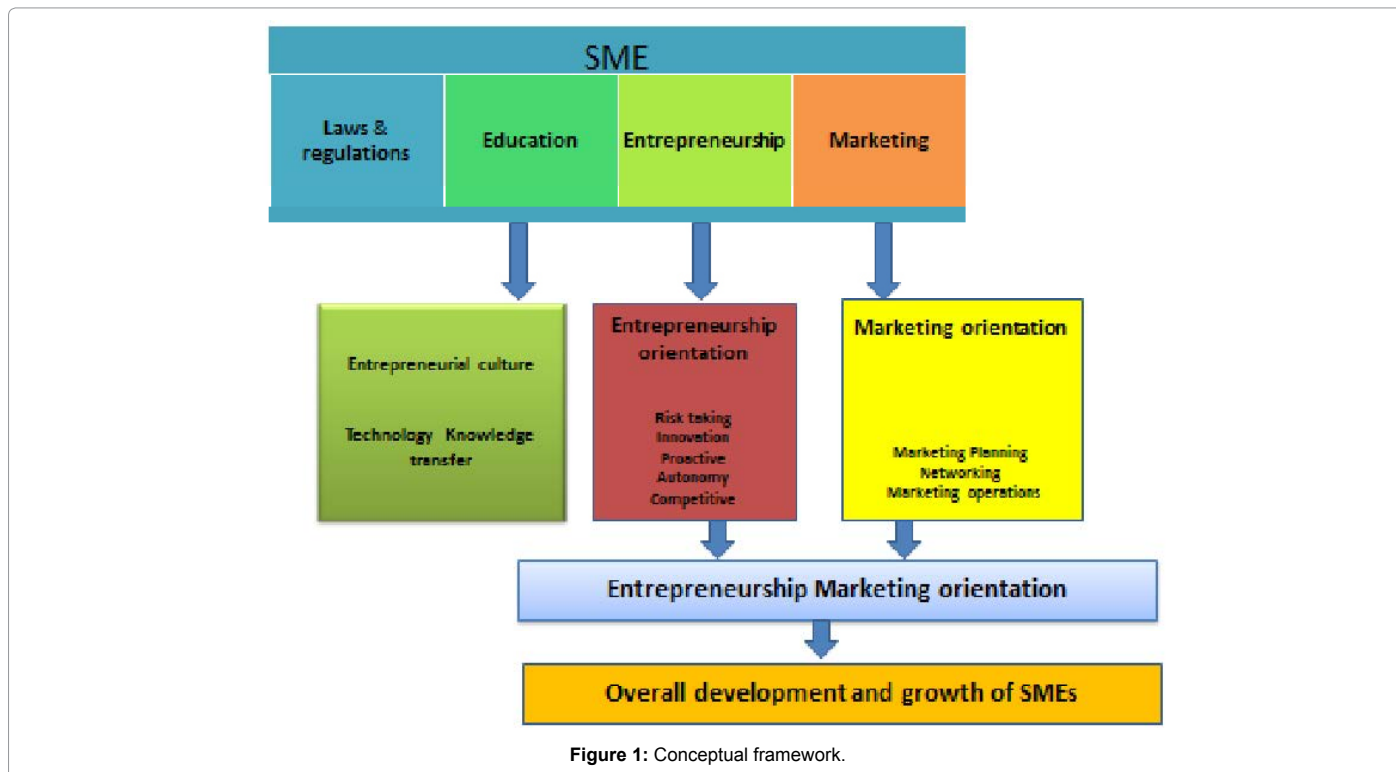 SME
Laws &
regulations
Education
Entrepreneurship
Marketing
Entrepreneurial culture
Technology Knowledge
transfer
Entrepreneurship
orientation
Risk taking
Innovation
Proactive
Autonomy
Competitive
Marketing orientation
Marketing Planning
Networking
Marketing operations
Entrepreneurship Marketing orientation
Overall development and growth of SMEs
Figure 1: Conceptual framework.